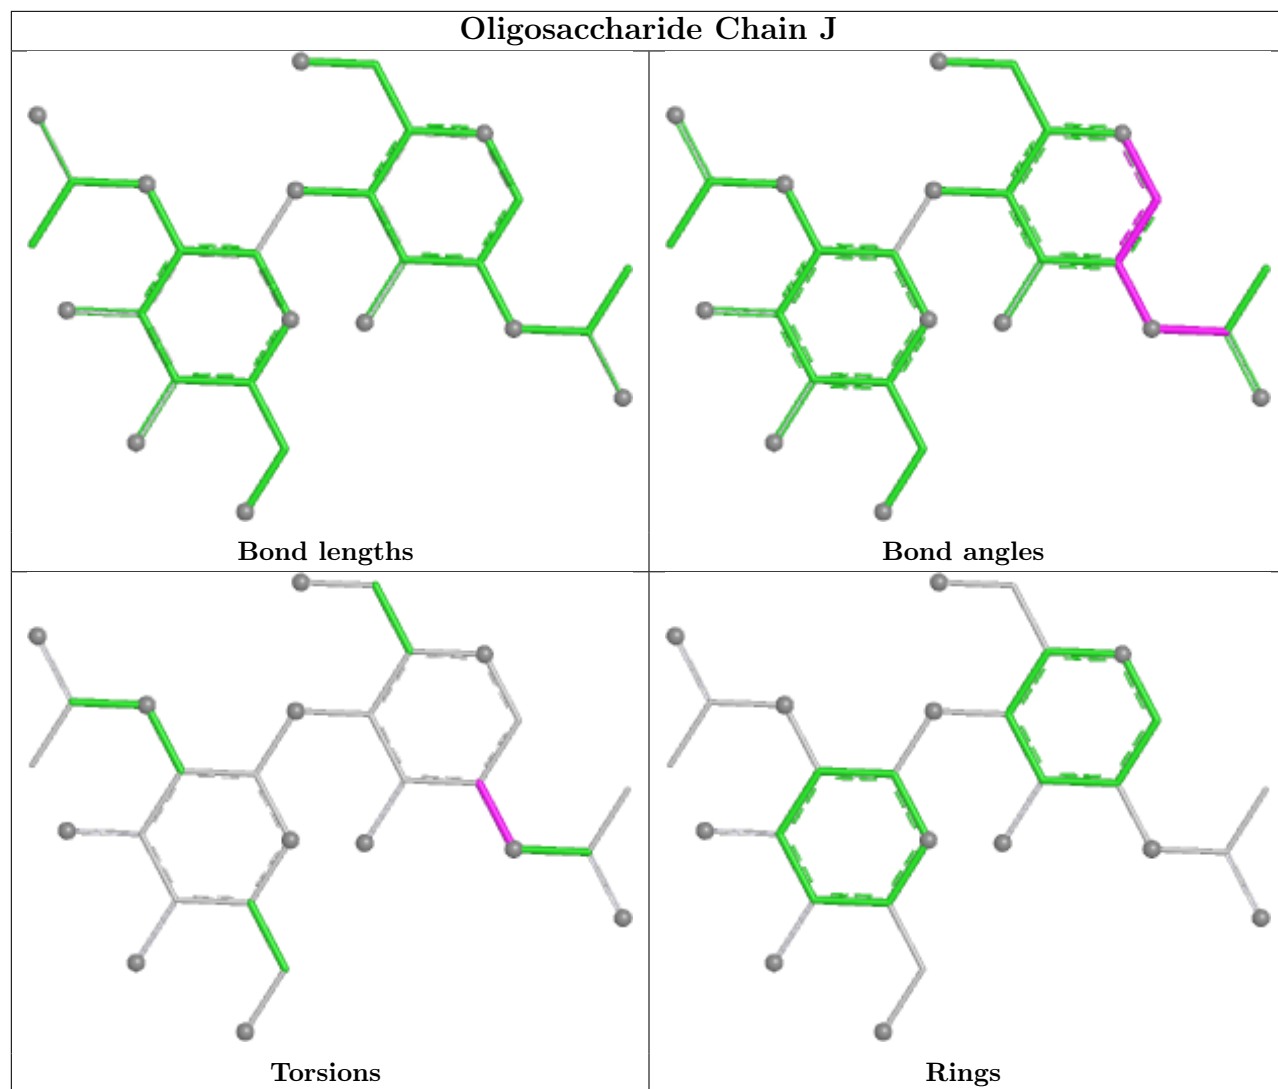 Oligosaccharide Chain J
Bond lengths
Bond angles
Torsions
Rings